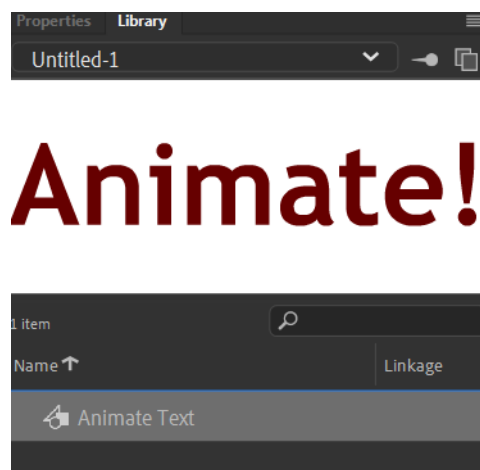 Properties Library
Untitled-1
Animate!
1 item
Name Linkage
Animate Text